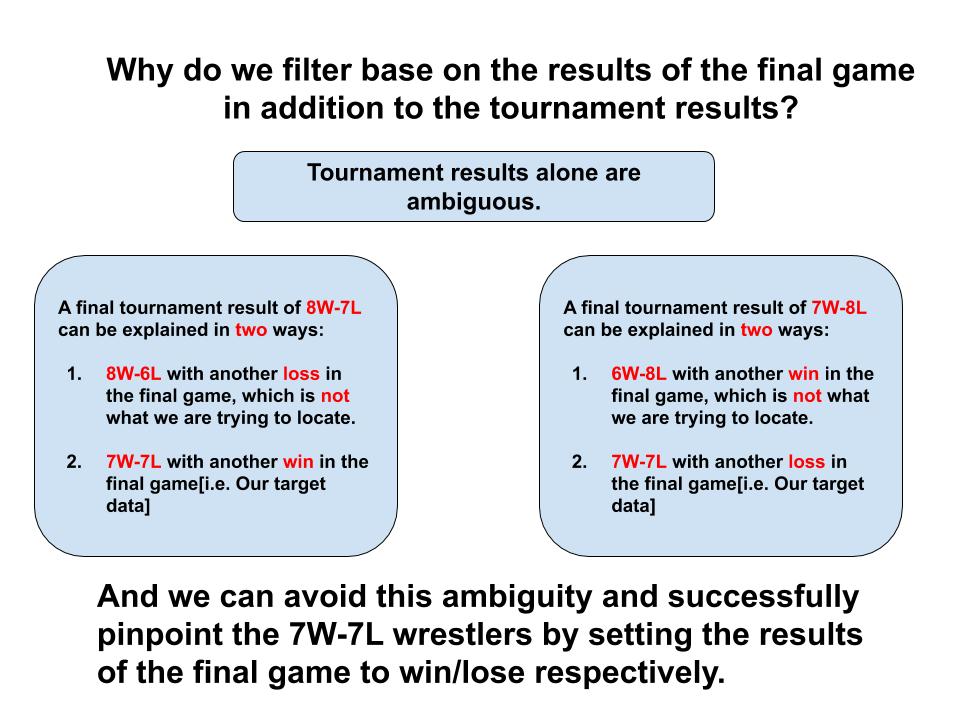 Why do we filter base on the results of the final game
in addition to the tournament results?
Tournament results alone are
ambiguous.
A final tournament result of 8W-7L
can be explained in two ways:
1. 8W-6L with another loss in
the final game, which is not
what we are trying to locate.
2. 7W-7L with another win in the
final game[i.e. Our target
data]
A final tournament result of 7W-8L
can be explained in two ways:
1. 6W-8L with another win in the
final game, which is not what
we are trying to locate.
2. 7W-7L with another loss in
the final game[i.e. Our target
data]
And we can avoid this ambiguity and successfully
pinpoint the 7W-7L wrestlers by setting the results
of the final game to win/lose respectively.